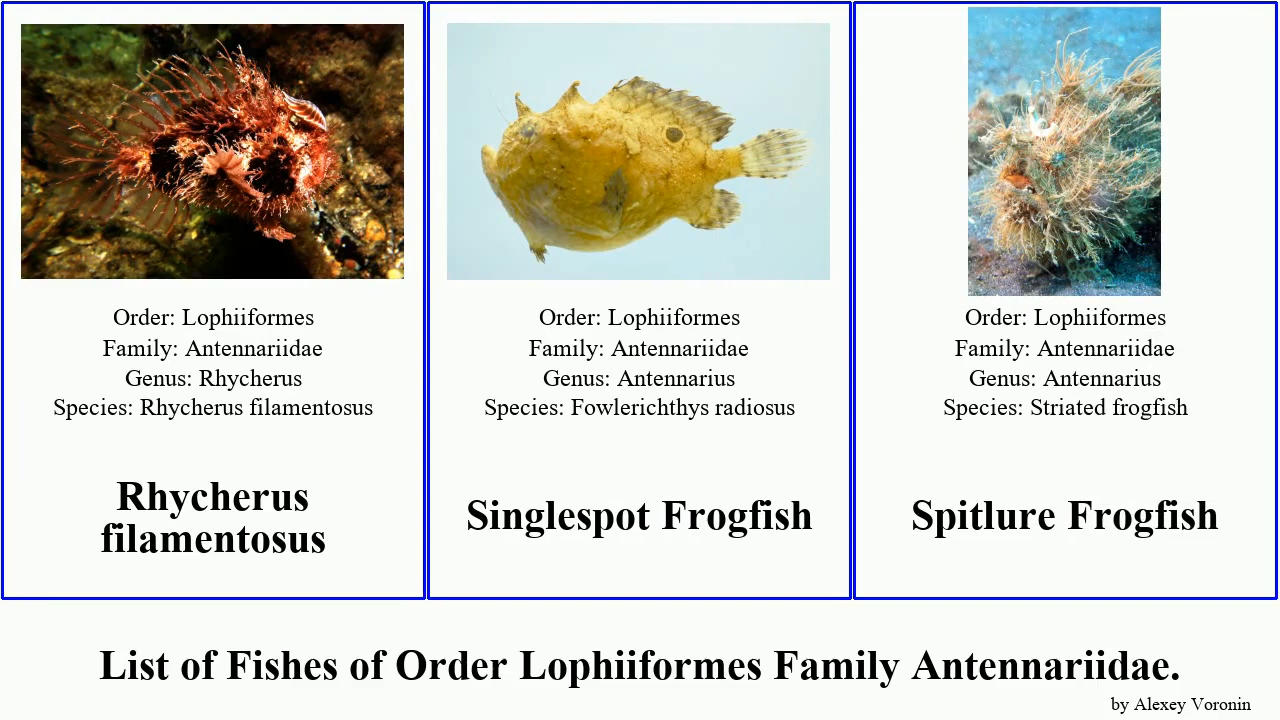 Order: Lophiiformes
Family: Antennariidae
Genus: Rhycherus
Species: Rhycherus filamentosus
Rhycherus
filamentosus
Order: Lophiiformes
Family: Antennariidae
Genus: Antennarius
Species: Fowlerichthys radiosus
Singlespot Frogfish
Order: Lophiiformes
Family: Antennariidae
Genus: Antennarius
Species: Striated frogfish
Spitlure Frogfish
List of Fishes of Order Lophiiformes Family Antennariidae.
by Alexey Voronin